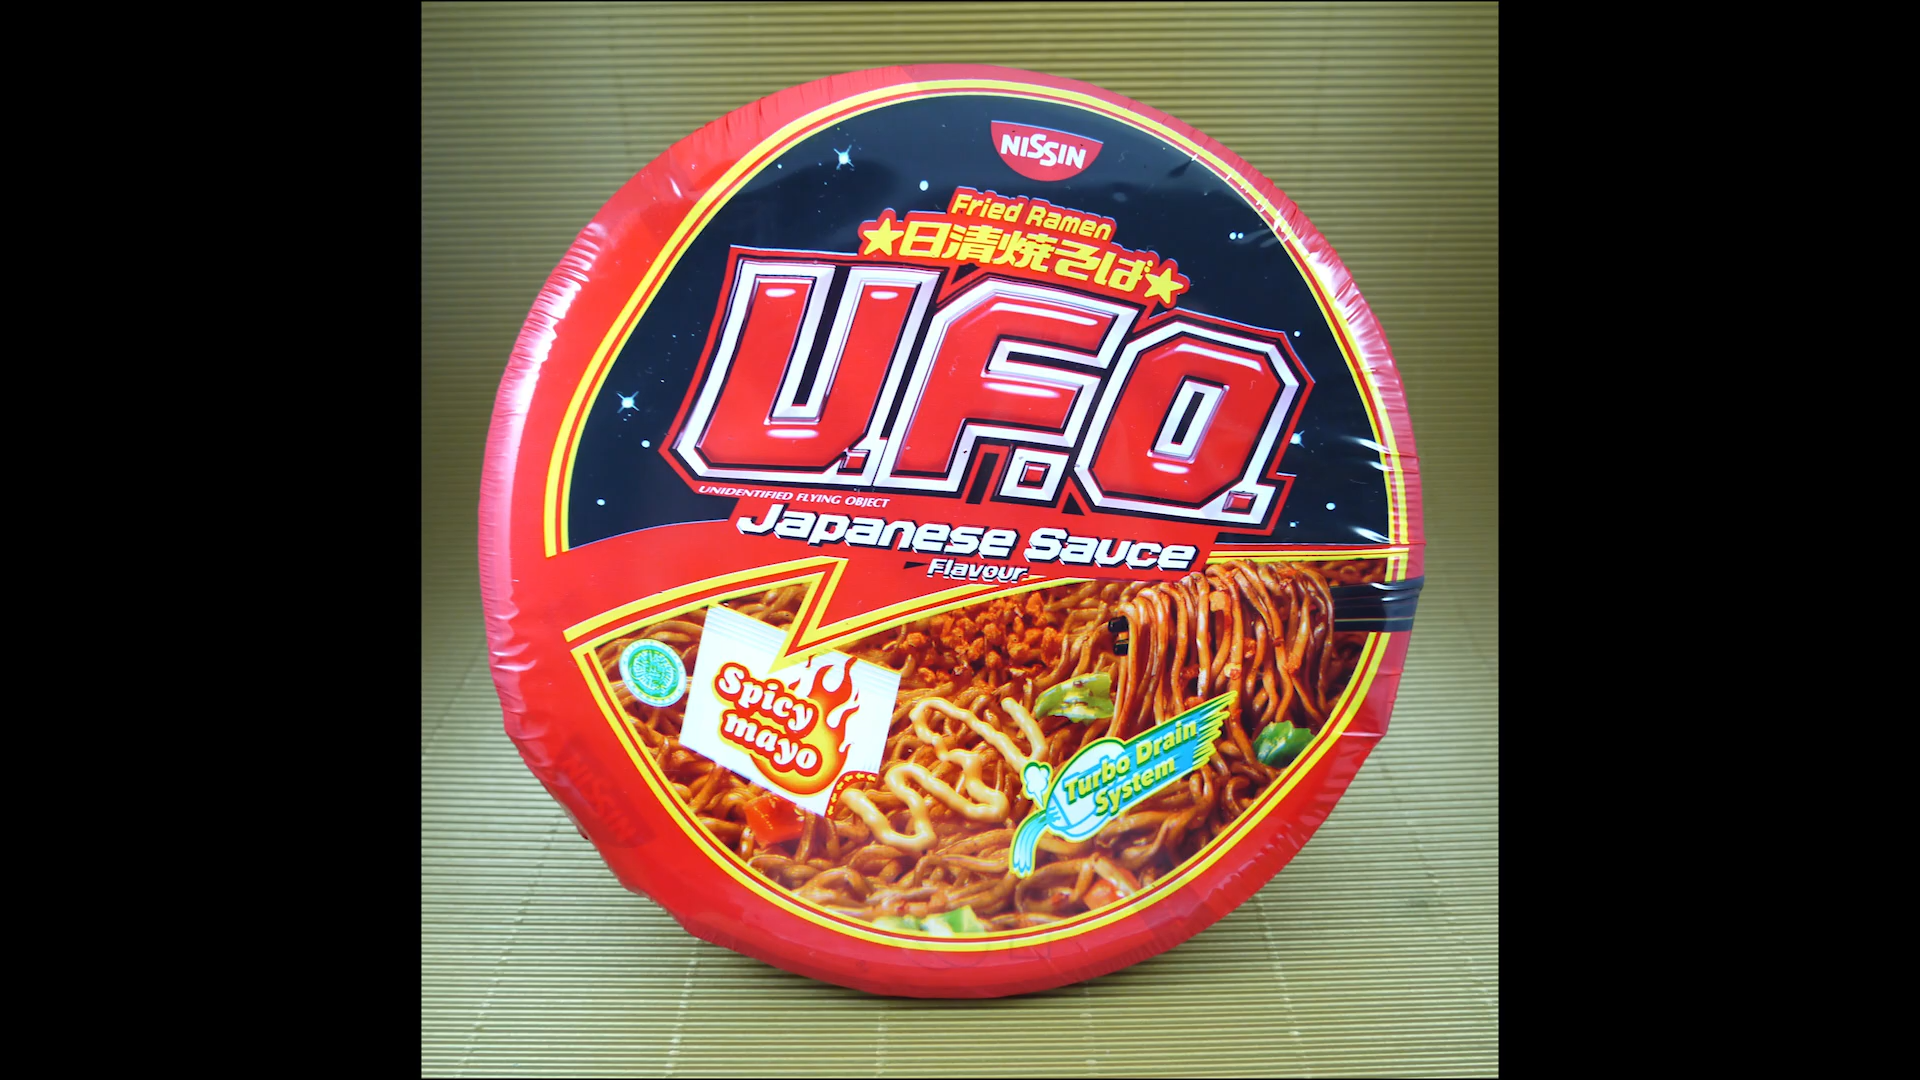 NISSIN
Fried Ramen
★日清焼そば★
U.F.O.
UNIDENTIFIED FLYING OBJECT
Japanese Sauce
Flavour
Spicy
mayo
Turbo Drain
System
NISSIN